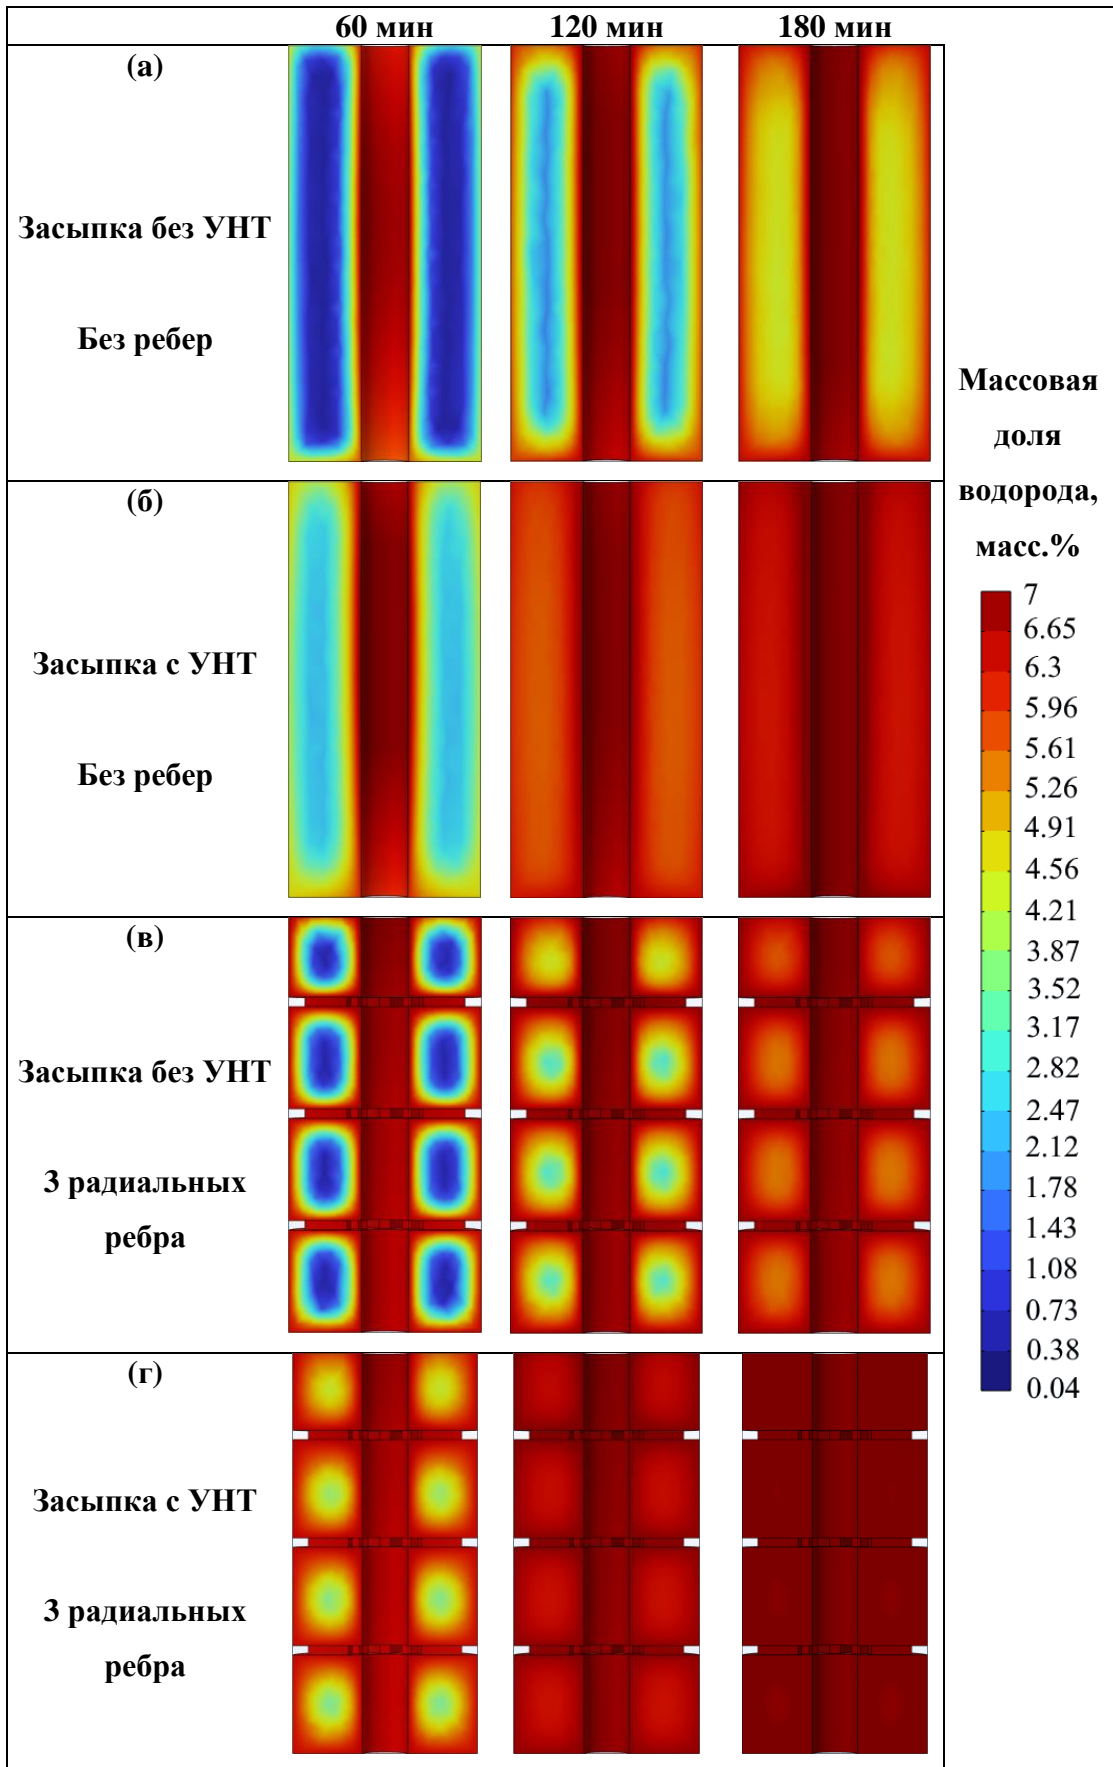 60 мин 120 мин 180 мин
(а)
Засыпка без УНТ
Без ребер
(б)
Засыпка с УНТ
Без ребер
(в)
Засыпка без УНТ
3 радиальных
ребра
(г)
Засыпка с УНТ
3 радиальных
ребра
Массовая
доля
водорода,
масс.%
7
6.65
6.3
5.96
5.61
5.26
4.91
4.56
4.21
3.87
3.52
3.17
2.82
2.47
2.12
1.78
1.43
1.08
0.73
0.38
0.04